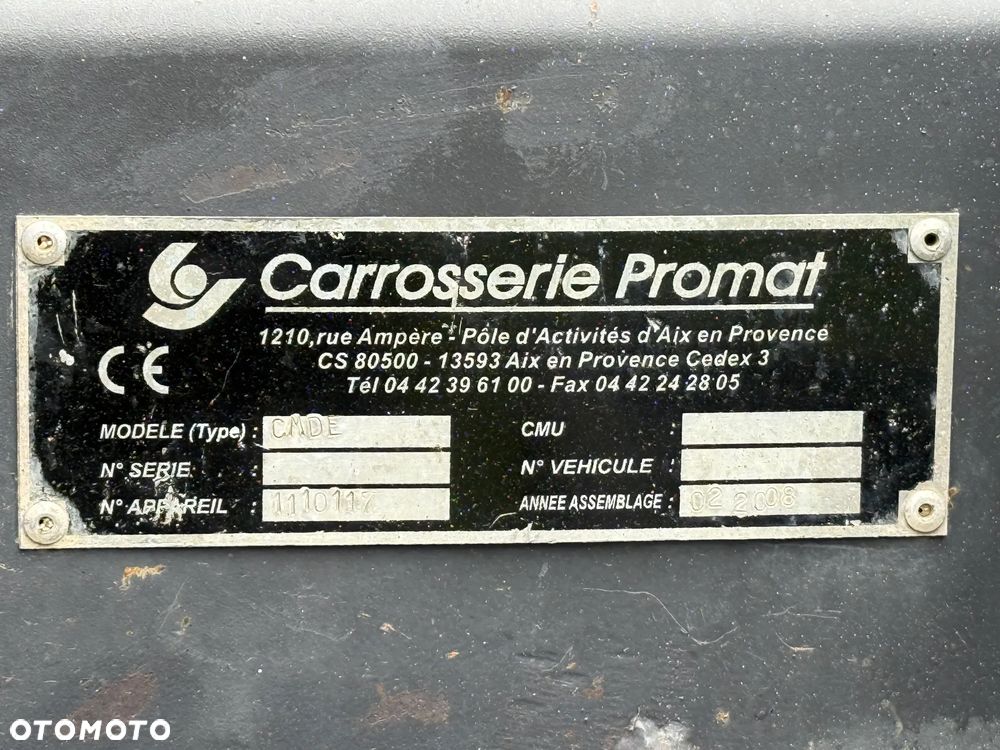 Carrosserie Promat
1210,rue Ampère - Pôle d'Activités d'Aix en Provence
CS 80500 - 13593 Aix en Provence Cedex 3
Tél 04 42 39 61 00 - Fax 04 42 24 28 05
CE
MODELE (Type) : CMDE
CMU :
N° SERIE :
N° VEHICULE :
N° APPAREIL : 1110117
ANNEE ASSEMBLAGE : 02 2008
OTOMOTO